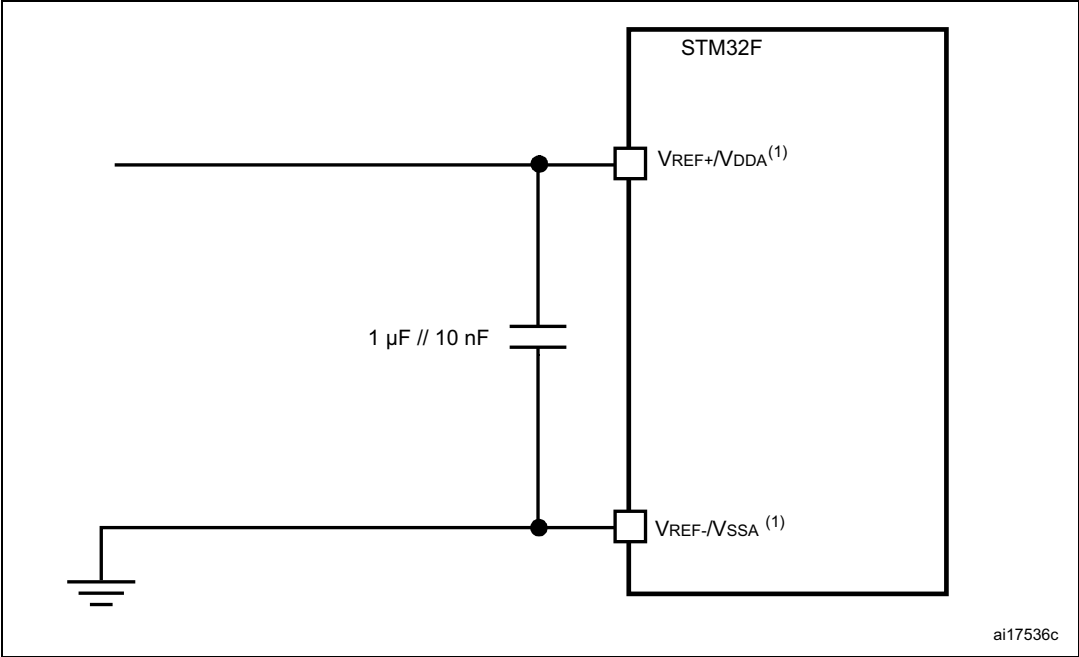 STM32F
VREF+/VDDA(1)
1 µF // 10 nF
VREF-/VSSA (1)
ai17536c